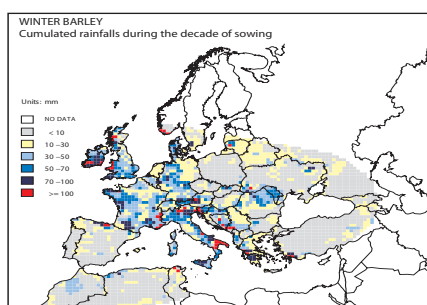 WINTER BARLEY
Cumulated rainfalls during the decade of sowing
Units: mm
NO DATA
< 10
10 –30
30 –50
50 –70
70 –100
>= 100